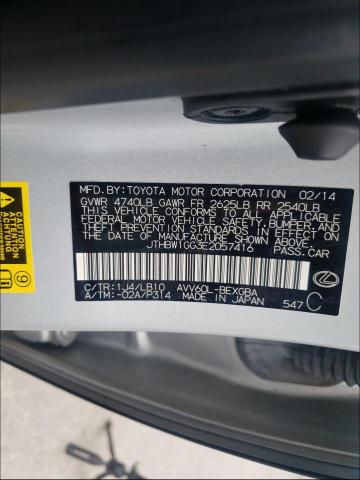 MFD. BY: TOYOTA MOTOR CORPORATION 02/14
GVWR 4740LB GAWR FR 2625LB RR 2540LB
THIS VEHICLE CONFORMS TO ALL APPLICABLE
FEDERAL MOTOR VEHICLE SAFETY, BUMPER, AND
THEFT PREVENTION STANDARDS IN EFFECT ON
THE DATE OF MANUFACTURE SHOWN ABOVE.
JTHBW1GG3E2057416 PASS.CAR
C/TR: 1J4/LB10 AVV60L-BEXGBA
A/TM: -02A/P314 MADE IN JAPAN
547 C
9